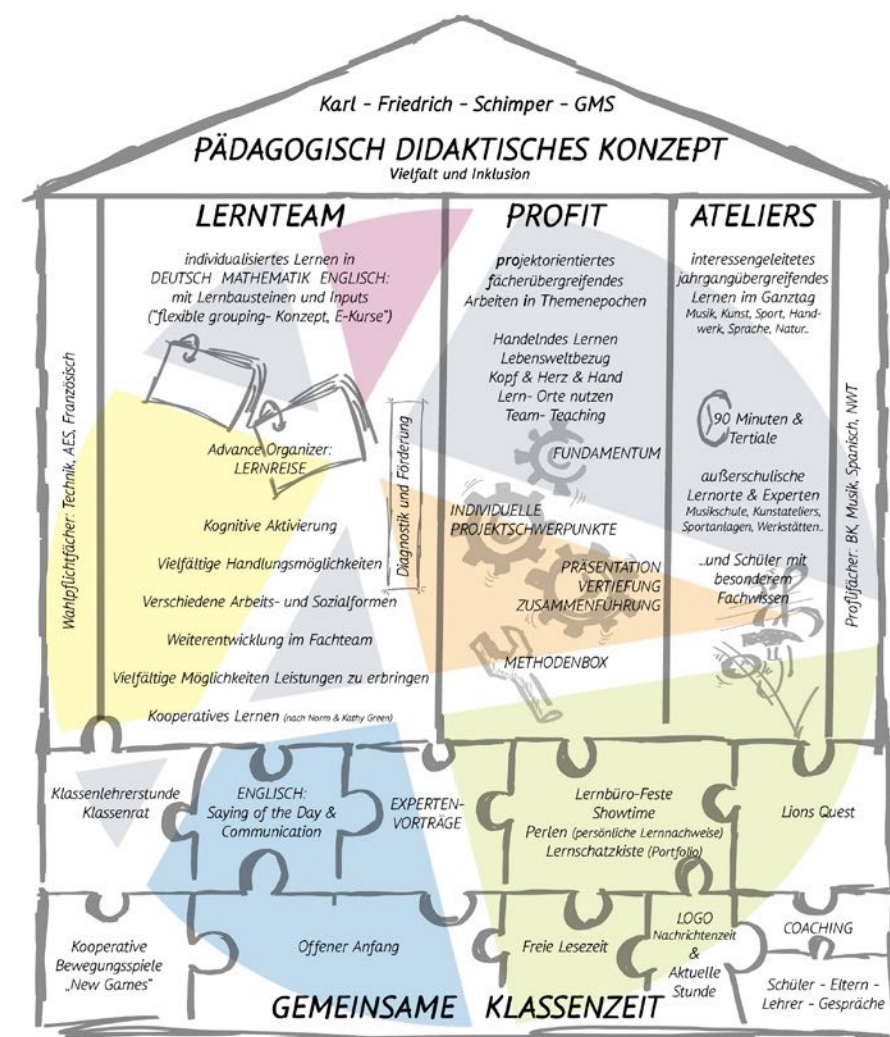 Karl - Friedrich - Schimper - GMS
PÄDAGOGISCH DIDAKTISCHES KONZEPT
Vielfalt und Inklusion
Wahlpflichtfächer: Technik, AES, Französisch
LERNTEAM
individualisiertes Lernen in
DEUTSCH MATHEMATIK ENGLISCH:
mit Lernbausteinen und Inputs
("flexible grouping- Konzept, E-Kurse")
Advance Organizer:
LERNREISE
Diagnostik und Förderung
Kognitive Aktivierung
Vielfältige Handlungsmöglichkeiten
Verschiedene Arbeits- und Sozialformen
Weiterentwicklung im Fachteam
Vielfältige Möglichkeiten Leistungen zu erbringen
Kooperatives Lernen (nach Norm & Kathy Green)
PROFIT
projektorientiertes
fächerübergreifendes
Arbeiten in Themenepochen
Handelndes Lernen
Lebensweltbezug
Kopf & Herz & Hand
Lern- Orte nutzen
Team- Teaching
FUNDAMENTUM
INDIVIDUELLE
PROJEKTSCHWERPUNKTE
PRÄSENTATION
VERTIEFUNG
ZUSAMMENFÜHRUNG
METHODENBOX
ATELIERS
interessengeleitetes
jahrgangübergreifendes
Lernen im Ganztag
Musik, Kunst, Sport, Hand-
werk, Sprache, Natur..
90 Minuten &
Tertiale
außerschulische
Lernorte & Experten
Musikschule, Kunstateliers,
Sportanlagen, Werkstätten..
...und Schüler mit
besonderem
Fachwissen
Proflifächer: BK, Musik, Spanisch, NWT
Klassenlehrerstunde
Klassenrat
ENGLISCH:
Saying of the Day &
Communication
EXPERTEN-
VORTRÄGE
Lernbüro-Feste
Showtime
Perlen (persönliche Lernnachweise)
Lernschatzkiste (Portfolio)
Lions Quest
Kooperative
Bewegungsspiele
„New Games"
Offener Anfang
Freie Lesezeit
LOGO
Nachrichtenzeit
&
Aktuelle
Stunde
COACHING
Schüler - Eltern -
Lehrer - Gespräche
GEMEINSAME KLASSENZEIT